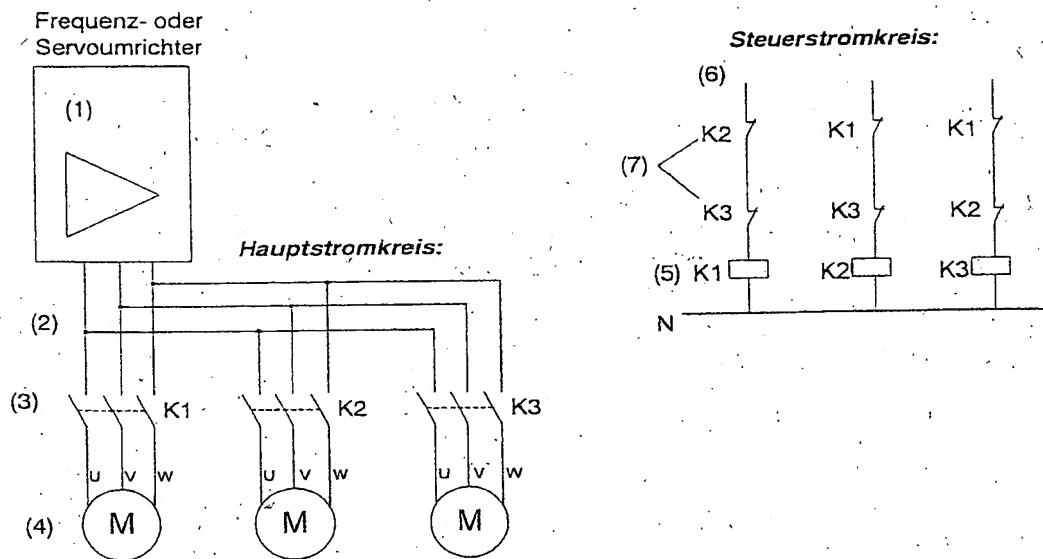 Frequenz- oder
Servoumrichter
(1)
Hauptstromkreis:
(2)
(3)
K1
K2
K3
u v w
u v w
u v w
(4)
M
M
M
Steuerstromkreis:
(6)
K2
K1
K1
(7)
K3
K3
K2
(5) K1
K2
K3
N